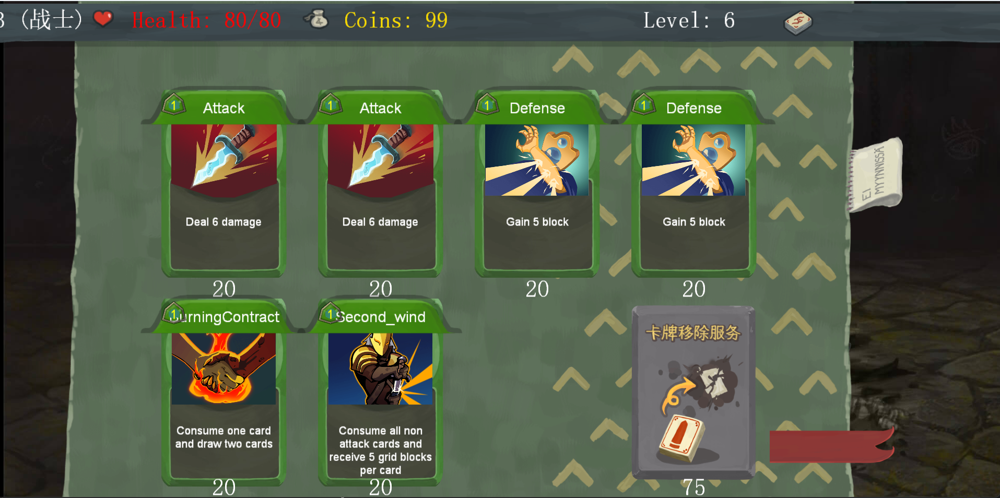 3 (战士) Health: 80/80 Coins: 99 Level: 6
1 Attack
1 Attack
1 Defense
1 Defense
Deal 6 damage
Deal 6 damage
Gain 5 block
Gain 5 block
20
20
20
20
EI
MYYNNISSÄ
1 BurningContract
1 Second_wind
卡牌移除服务
Consume one card
and draw two cards
Consume all non
attack cards and
receive 5 grid blocks
per card
20
20
75